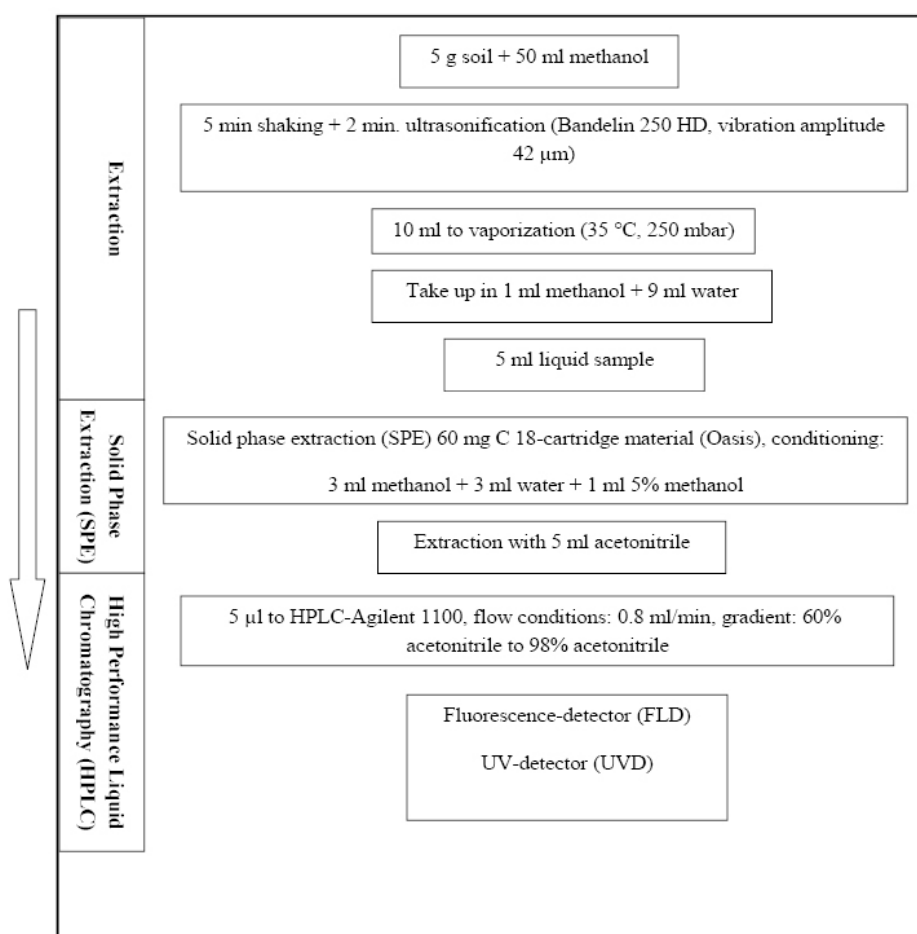 Extraction
5 g soil + 50 ml methanol
5 min shaking + 2 min. ultrasonification (Bandelin 250 HD, vibration amplitude
42 µm)
10 ml to vaporization (35 °C, 250 mbar)
Take up in 1 ml methanol + 9 ml water
5 ml liquid sample
Solid Phase
Extraction (SPE)
Solid phase extraction (SPE) 60 mg C 18-cartridge material (Oasis), conditioning:
3 ml methanol + 3 ml water + 1 ml 5% methanol
Extraction with 5 ml acetonitrile
High Performance Liquid
Chromatography (HPLC)
5 µl to HPLC-Agilent 1100, flow conditions: 0.8 ml/min, gradient: 60%
acetonitrile to 98% acetonitrile
Fluorescence-detector (FLD)
UV-detector (UVD)